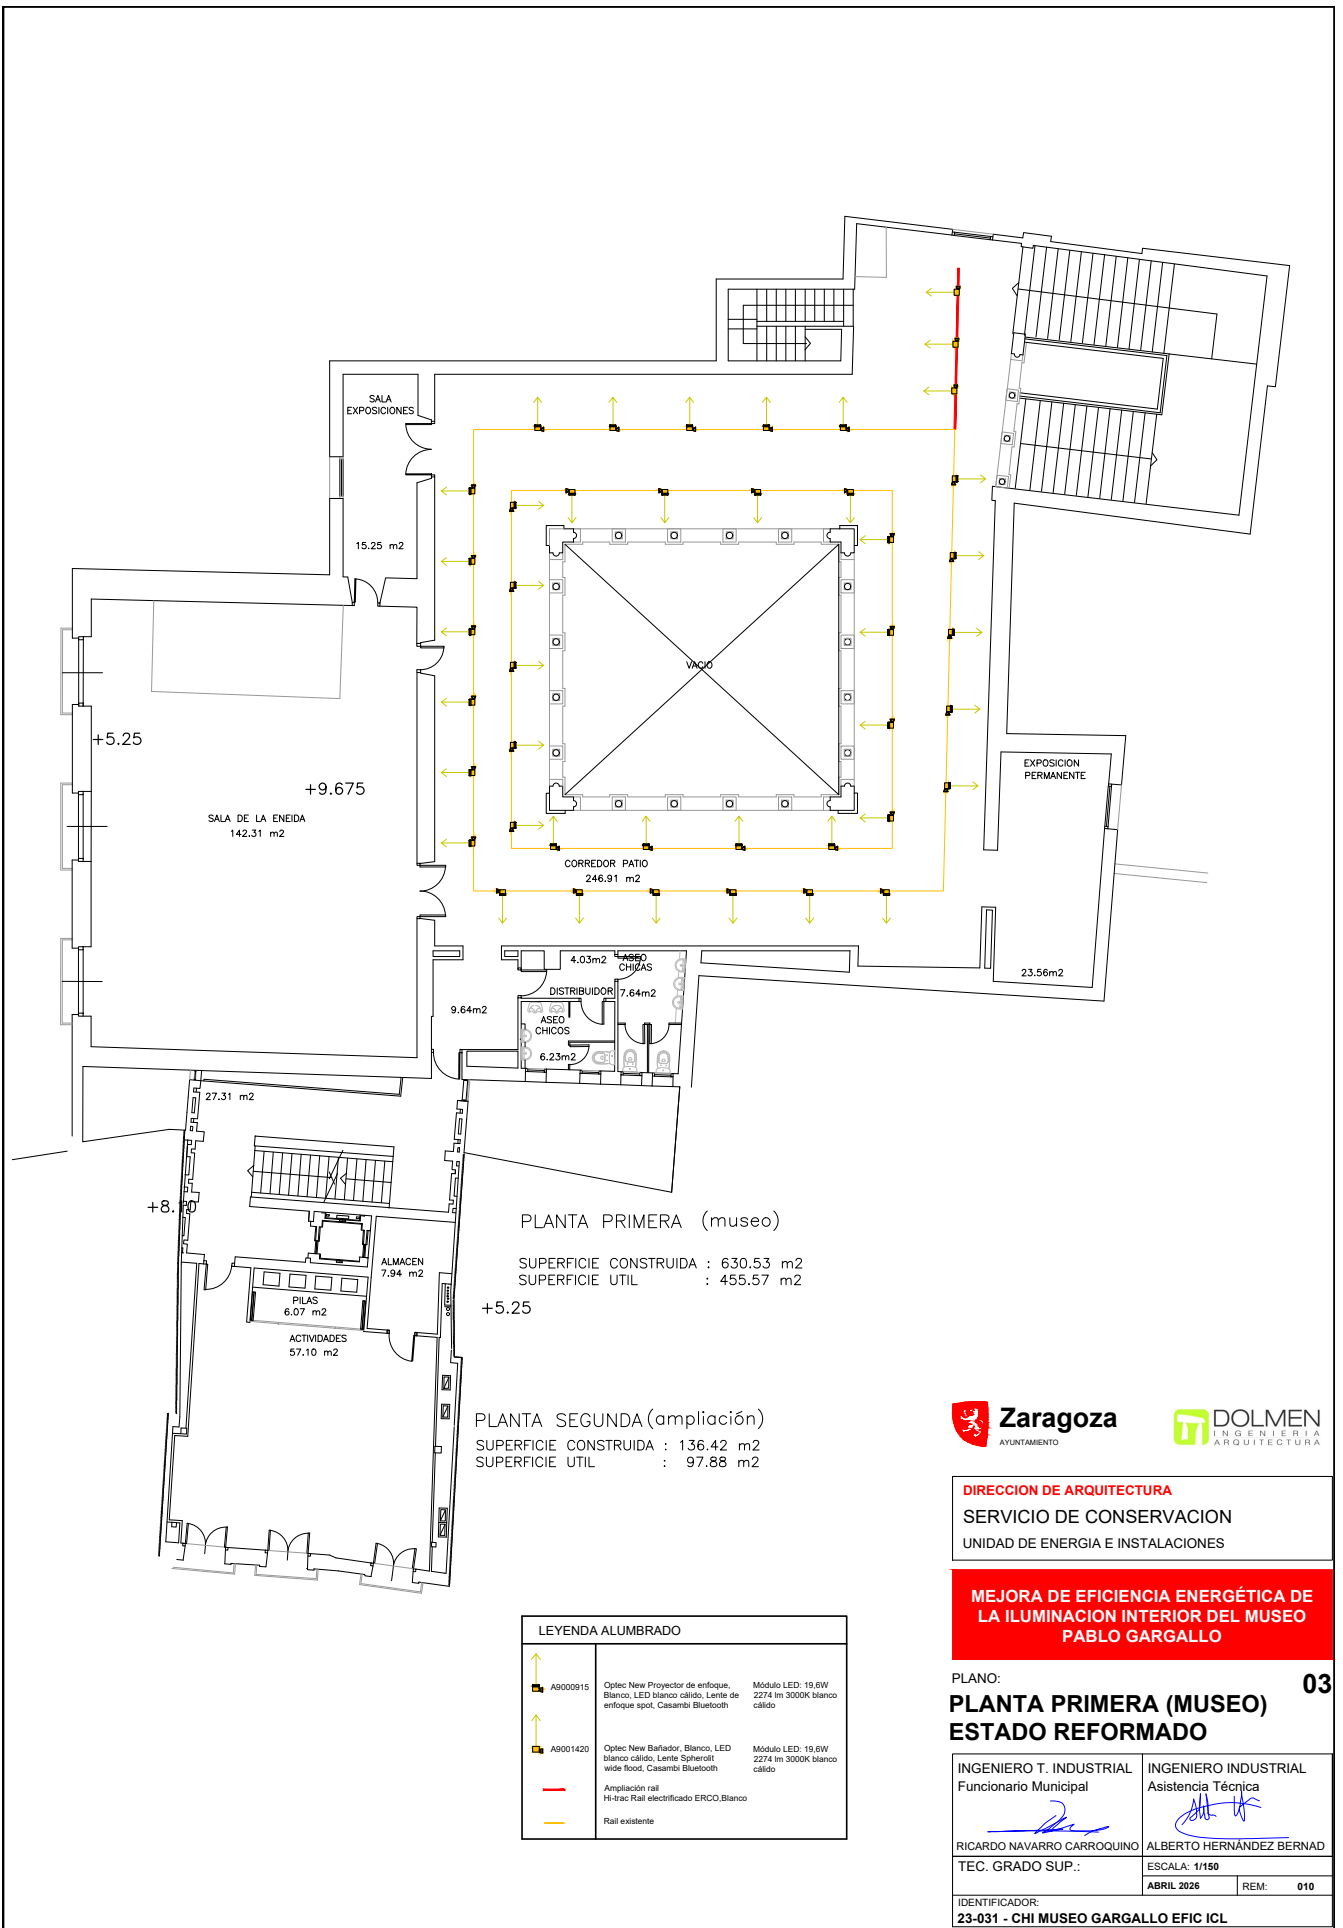 SALA
EXPOSICIONES
15.25 m2
VACIO
+5.25
+9.675
SALA DE LA ENEIDA
142.31 m2
EXPOSICION
PERMANENTE
CORREDOR PATIO
246.91 m2
23.56m2
4.03m2
ASEO
CHICAS
DISTRIBUIDOR
7.64m2
9.64m2
ASEO
CHICOS
6.23m2
27.31 m2
+8.10
ALMACEN
7.94 m2
PILAS
6.07 m2
ACTIVIDADES
57.10 m2
PLANTA PRIMERA (museo)
SUPERFICIE CONSTRUIDA : 630.53 m2
SUPERFICIE UTIL : 455.57 m2
+5.25
PLANTA SEGUNDA (ampliación)
SUPERFICIE CONSTRUIDA : 136.42 m2
SUPERFICIE UTIL : 97.88 m2
Zaragoza
AYUNTAMIENTO
DOLMEN
INGENIERIA
ARQUITECTURA
DIRECCION DE ARQUITECTURA
SERVICIO DE CONSERVACION
UNIDAD DE ENERGIA E INSTALACIONES
MEJORA DE EFICIENCIA ENERGÉTICA DE
LA ILUMINACION INTERIOR DEL MUSEO
PABLO GARGALLO
PLANO:
03
PLANTA PRIMERA (MUSEO)
ESTADO REFORMADO
INGENIERO T. INDUSTRIAL
Funcionario Municipal
RICARDO NAVARRO CARROQUINO
INGENIERO INDUSTRIAL
Asistencia Técnica
ALBERTO HERNÁNDEZ BERNAD
TEC. GRADO SUP.:
ESCALA: 1/150
ABRIL 2026
REM: 010
IDENTIFICADOR:
23-031 - CHI MUSEO GARGALLO EFIC ICL
LEYENDA ALUMBRADO
A9000915
Optec New Proyector de enfoque,
Blanco, LED blanco cálido, Lente de
enfoque spot, Casambi Bluetooth
Módulo LED: 19,6W
2274 lm 3000K blanco
cálido
A9001420
Optec New Bañador, Blanco, LED
blanco cálido, Lente Spherolit
wide flood, Casambi Bluetooth
Módulo LED: 19,6W
2274 lm 3000K blanco
cálido
Ampliación rail
Hi-trac Rail electrificado ERCO,Blanco
Rail existente